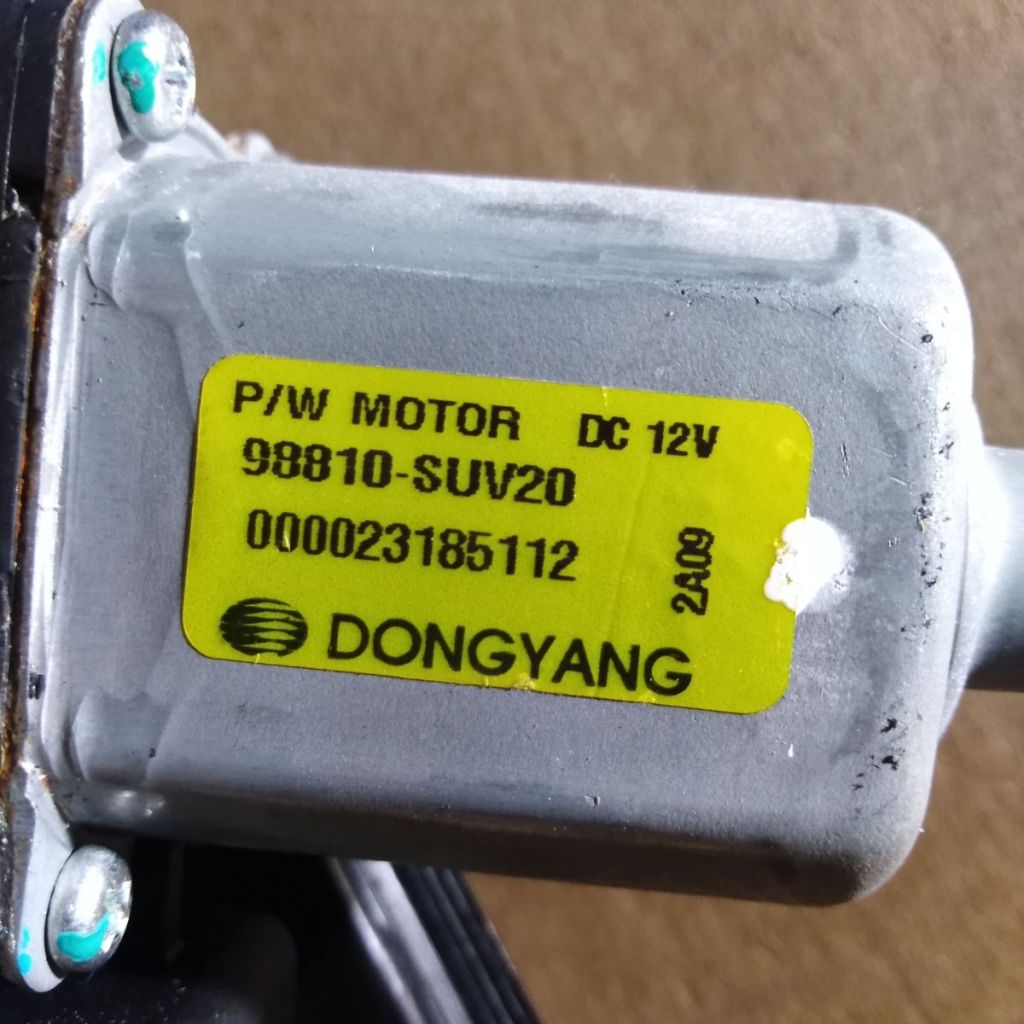 P/W MOTOR DC 12V
98810-SUV20
000023185112
2A09
DONGYANG